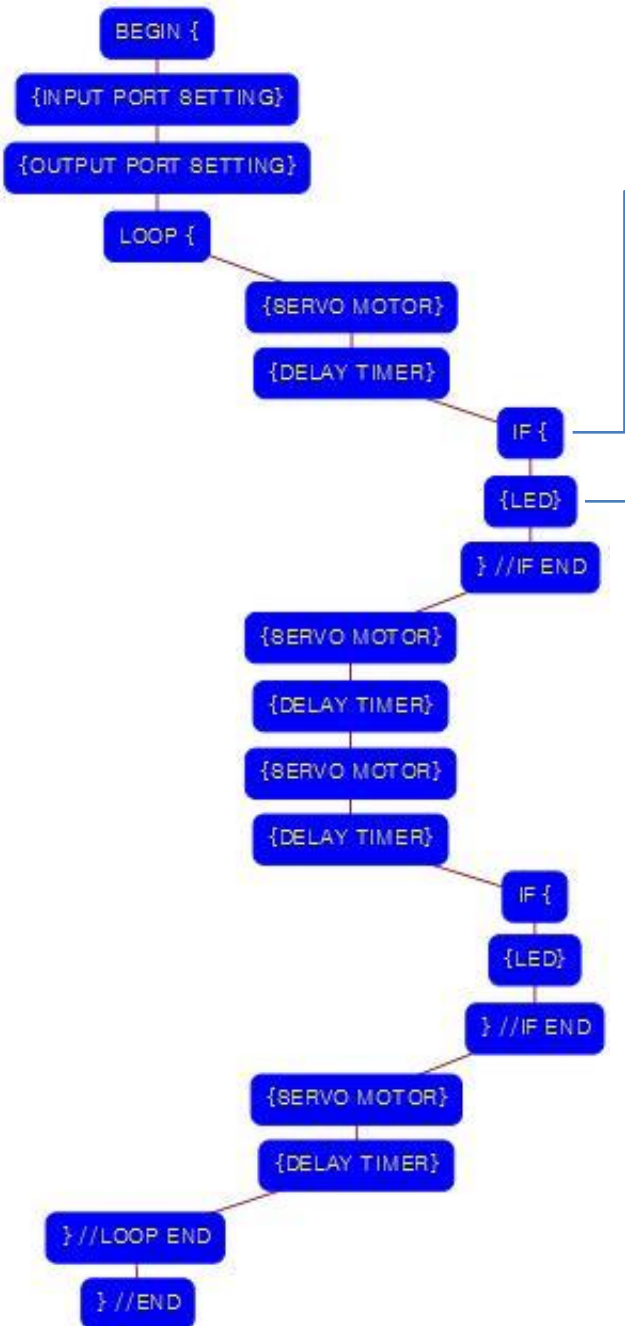 BEGIN {
{INPUT PORT SETTING}
{OUTPUT PORT SETTING}
LOOP {
{SERVO MOTOR}
{DELAY TIMER}
IF {
{LED}
} //IF END
{SERVO MOTOR}
{DELAY TIMER}
{SERVO MOTOR}
{DELAY TIMER}
IF {
{LED}
} //IF END
{SERVO MOTOR}
{DELAY TIMER}
} //LOOP END
} //END